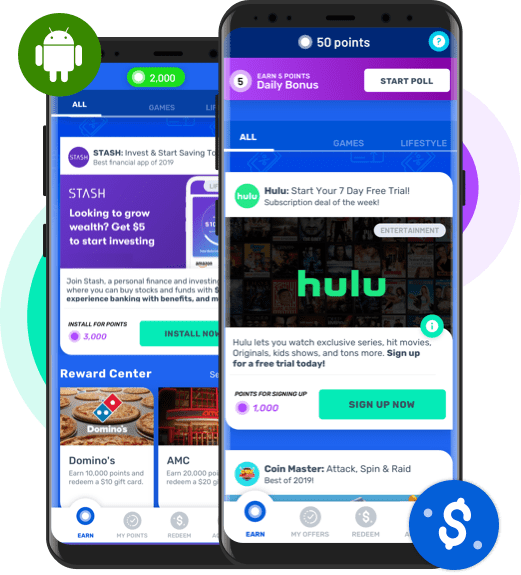 2,000
ALL
GAMES
STASH: Invest & Start Saving
Best financial app of 2019
STASH
Looking to grow
wealth? Get $5
to start investing
Join Stash, a personal finance and investing
where you can buy stocks and funds with
experience banking with benefits, and
INSTALL FOR POINTS
3,000
INSTALL NOW
Reward Center
Domino's
Domino's
Earn 10,000 points and
redeem a $10 gift card.
AMC
Earn 20,000
redeem a $20
EARN
MY POINTS
REDEEM
50 points
?
5
EARN 5 POINTS
Daily Bonus
START POLL
ALL
GAMES
LIFESTYLE
hulu
Hulu: Start Your 7 Day Free Trial!
Subscription deal of the week!
ENTERTAINMENT
hulu
i
Hulu lets you watch exclusive series, hit movies,
Originals, kids shows, and tons more. Sign up
for a free trial today!
POINTS FOR SIGNING UP
1,000
SIGN UP NOW
Coin Master: Attack, Spin & Raid
Best of 2019!
EARN
MY OFFERS
REDEEM
$